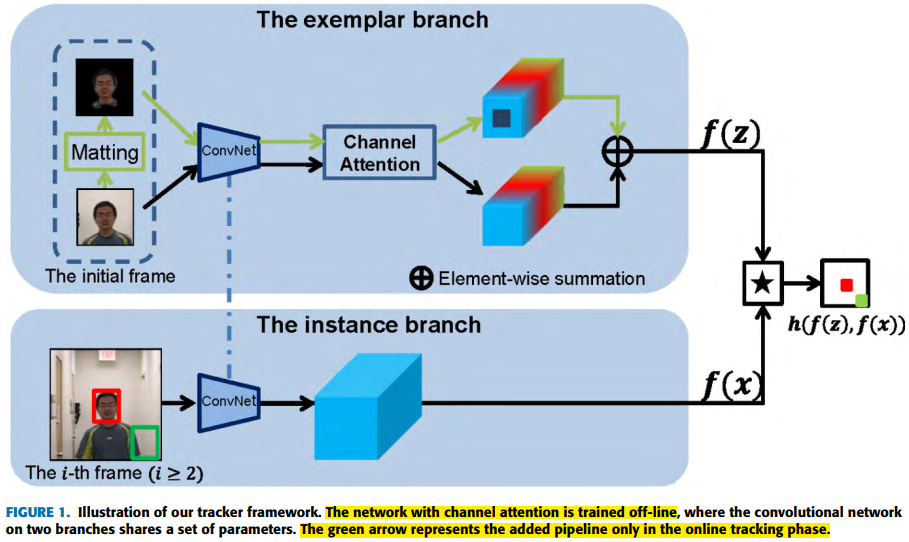 The exemplar branch
Matting
ConvNet
Channel
Attention
The initial frame
⊕ Element-wise summation
f(z)
★
h(f(z), f(x))
The instance branch
ConvNet
f(x)
The i-th frame (i ≥ 2)
FIGURE 1. Illustration of our tracker framework. The network with channel attention is trained off-line, where the convolutional network
on two branches shares a set of parameters. The green arrow represents the added pipeline only in the online tracking phase.